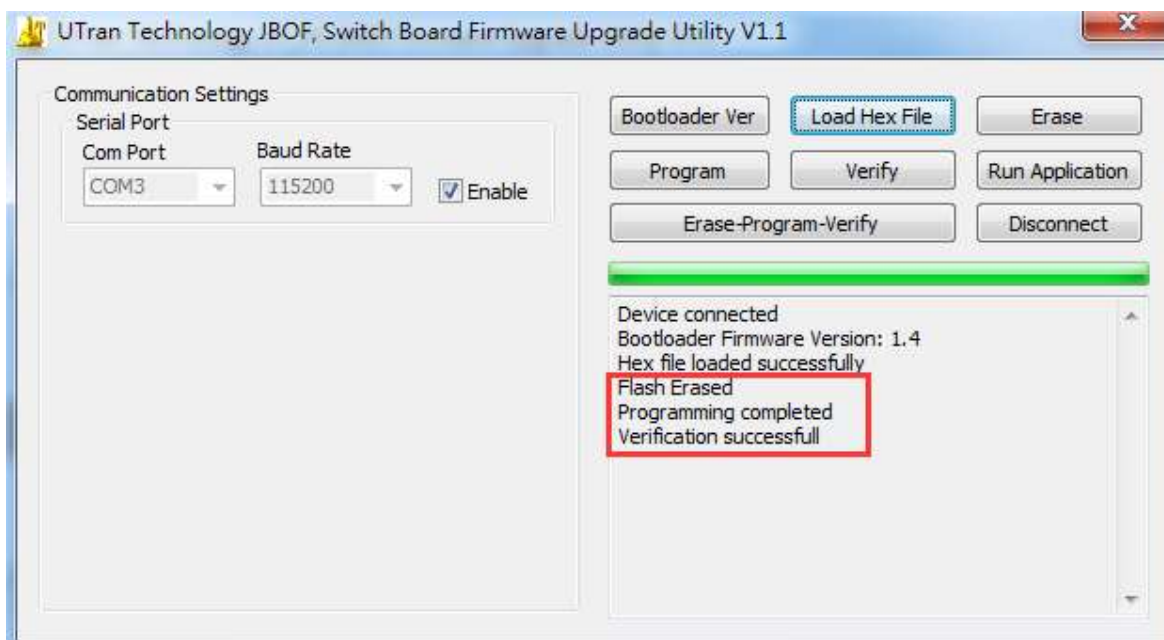 UTran Technology JBOF, Switch Board Firmware Upgrade Utility V1.1
Communication Settings
Serial Port
Com Port
Baud Rate
COM3
115200
Enable
Bootloader Ver
Load Hex File
Erase
Program
Verify
Run Application
Erase-Program-Verify
Disconnect
Device connected
Bootloader Firmware Version: 1.4
Hex file loaded successfully
Flash Erased
Programming completed
Verification successfull